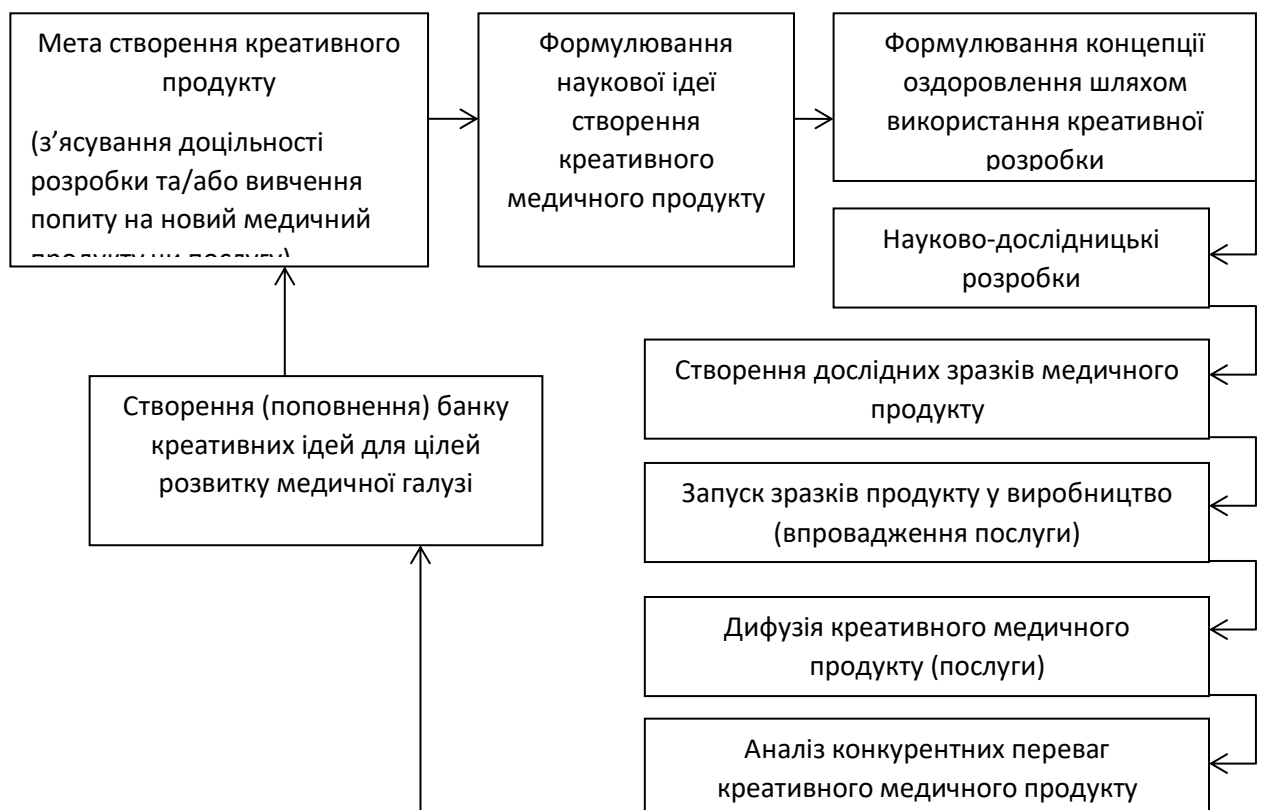 Мета створення креативного
продукту
(з’ясування доцільності
розробки та/або вивчення
попиту на новий медичний
Формулювання
наукової ідеї
створення
креативного
медичного продукту
Формулювання концепції
оздоровлення шляхом
використання креативної
розробки
Науково-дослідницькі
розробки
Створення дослідних зразків медичного
продукту
Створення (поповнення) банку
креативних ідей для цілей
розвитку медичної галузі
Запуск зразків продукту у виробництво
(впровадження послуги)
Дифузія креативного медичного
продукту (послуги)
Аналіз конкурентних переваг
креативного медичного продукту